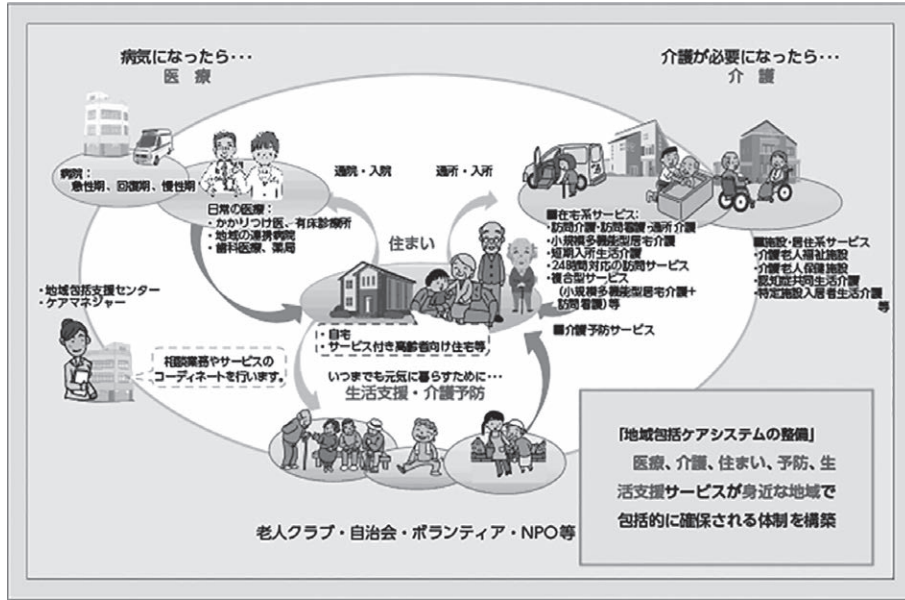 病気になったら･･･
医　療
介護が必要になったら･･･
介　護
病院：
急性期、回復期、慢性期
日常の医療：
・かかりつけ医、有床診療所
・地域の連携病院
・歯科医療、薬局
通院・入院
通所・入所
住まい
・自宅
・サービス付き高齢者向け住宅等
■在宅系サービス：
・訪問介護・訪問看護・通所介護
・小規模多機能型居宅介護
・短期入所生活介護
・24時間対応の訪問サービス
・複合型サービス
（小規模多機能型居宅介護＋
訪問看護）等
■介護予防サービス
■施設・居住系サービス
・介護老人福祉施設
・介護老人保健施設
・認知症共同生活介護
・特定施設入居者生活介護
等
・地域包括支援センター
・ケアマネジャー
相談業務やサービスの
コーディネートを行います。
いつまでも元気に暮らすために･･･
生活支援・介護予防
老人クラブ・自治会・ボランティア・NPO等
「地域包括ケアシステムの整備」
医療、介護、住まい、予防、生
活支援サービスが身近な地域で
包括的に確保される体制を構築